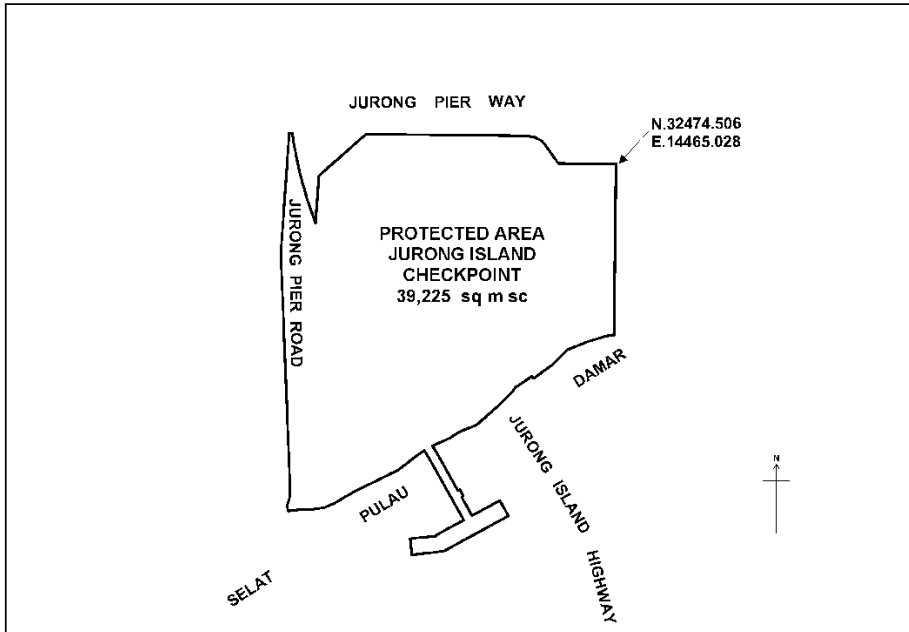 JURONG PIER WAY
N.32474.506
E.14465.028
JURONG PIER ROAD
PROTECTED AREA
JURONG ISLAND
CHECKPOINT
39,225 sq m sc
SELAT PULAU DAMAR
JURONG ISLAND HIGHWAY
N